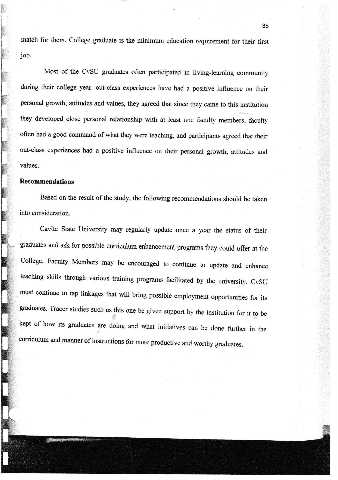 88
match for them. College graduate is the minimum education requirement for their first
job.
Most of the CvSU graduates often participated in living-learning community
during their college year. out-class experiences have had a positive influence on their
personal growth, attitudes and values, they agreed that since they came to this institution
they developed close personal relationship with at least one faculty members, faculty
often had a good command of what they were teaching, and participants agreed that their
out-class experiences had a positive influence on their personal growth, attitudes and
values.
Recommendations
Based on the result of the study, the following recommendations should be taken
into consideration.
Cavite State University may regularly update once a year the status of their
graduates and ask for possible curriculum enhancement programs they could offer at the
College. Faculty Members may be encouraged to continue to update and enhance
teaching skills through various training programs facilitated by the university. CvSU
must continue to tap linkages that will bring possible employment opportunities for its
graduates. Tracer studies such as this one be given support by the institution for it to be
kept of how its graduates are doing and what initiatives can be done further in the
curriculum and manner of instructions for more productive and worthy graduates.